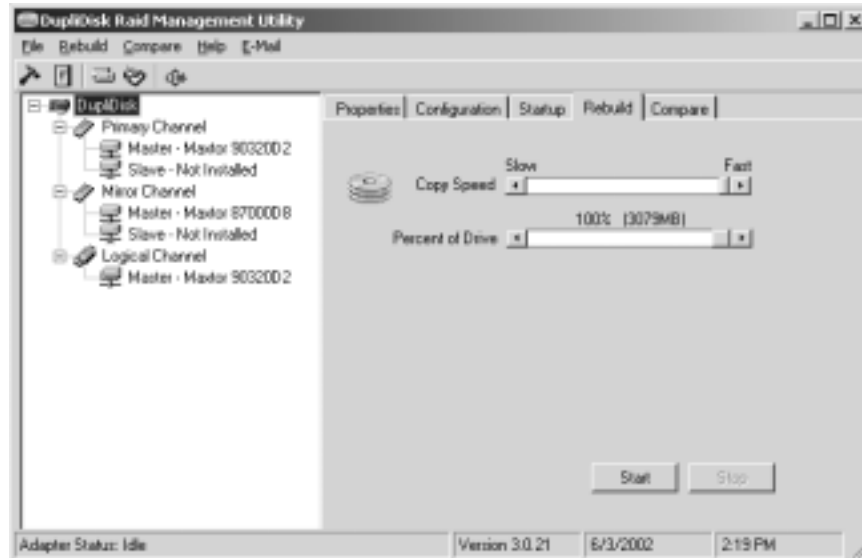 DupliDisk Raid Management Utility
File Rebuild Compare Help E-Mail
DupliDisk
Primary Channel
Master - Maxtor 90320D2
Slave - Not Installed
Mirror Channel
Master - Maxtor 87000D8
Slave - Not Installed
Logical Channel
Master - Maxtor 90320D2
Properties Configuration Startup Rebuild Compare
Slow Fast
Copy Speed
100% (3079MB)
Percent of Drive
Start Stop
Adapter Status: Idle Version 3.0.21 6/3/2002 2:19 PM